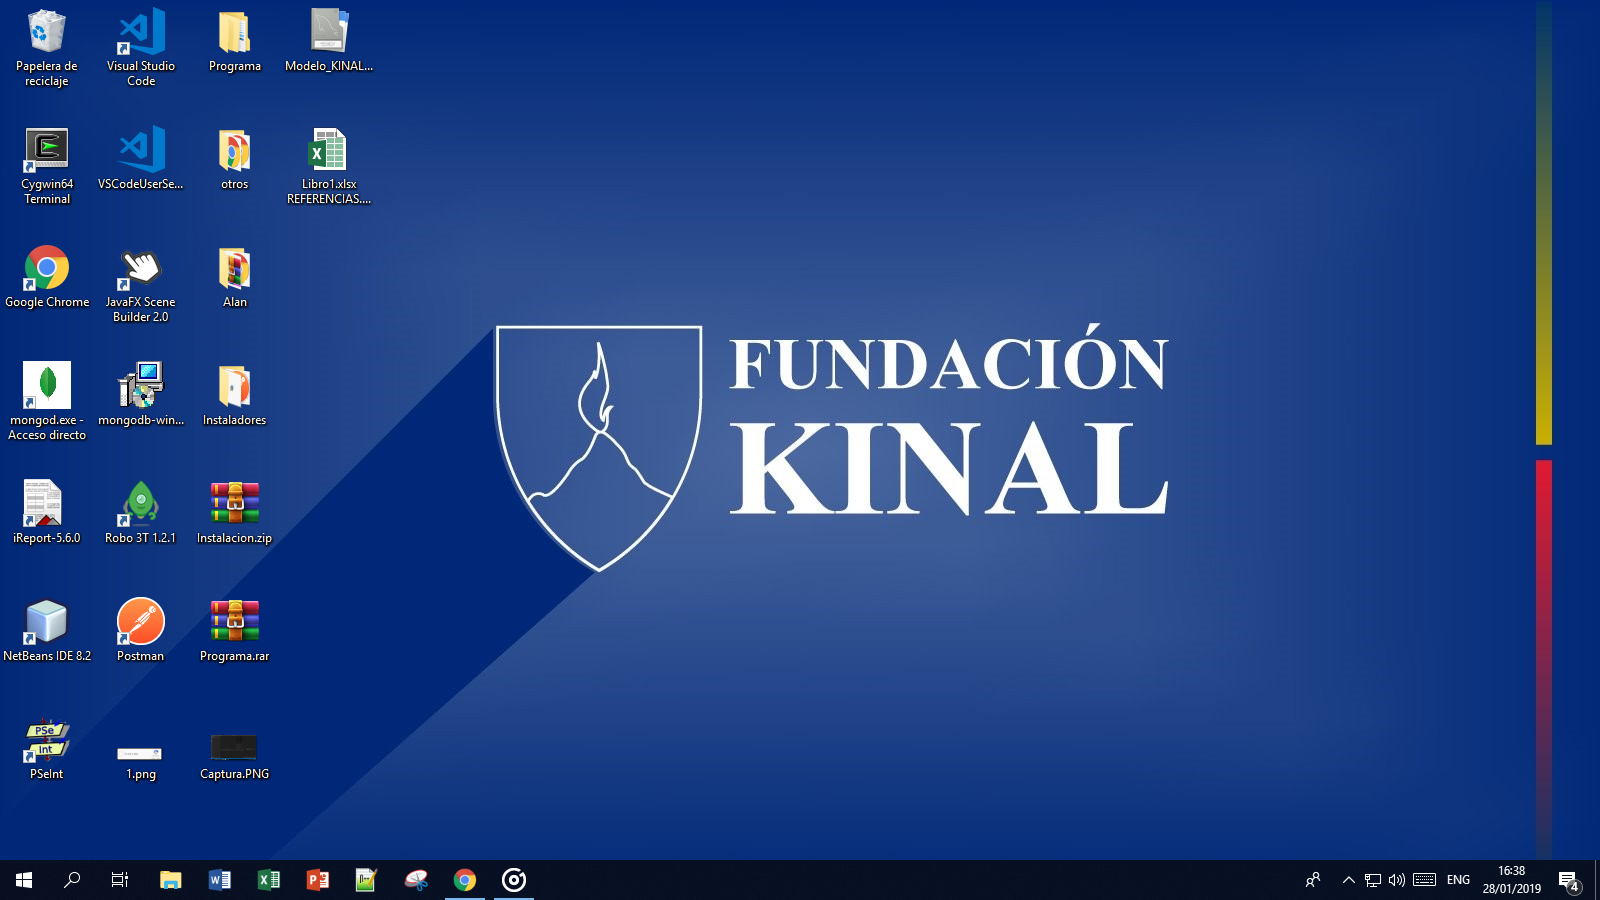 Papelera de
reciclaje
Visual Studio
Code
Programa
Modelo_KINAL...
Cygwin64
Terminal
VSCodeUserSe...
otros
Libro1.xlsx
REFERENCIAS....
Google Chrome
JavaFX Scene
Builder 2.0
Alan
mongod.exe -
Acceso directo
mongodb-win...
Instaladores
iReport-5.6.0
Robo 3T 1.2.1
Instalacion.zip
NetBeans IDE 8.2
Postman
Programa.rar
PSe
Int
PSeInt
1.png
Captura.PNG
FUNDACIÓN
KINAL
ENG
16:38
28/01/2019
4